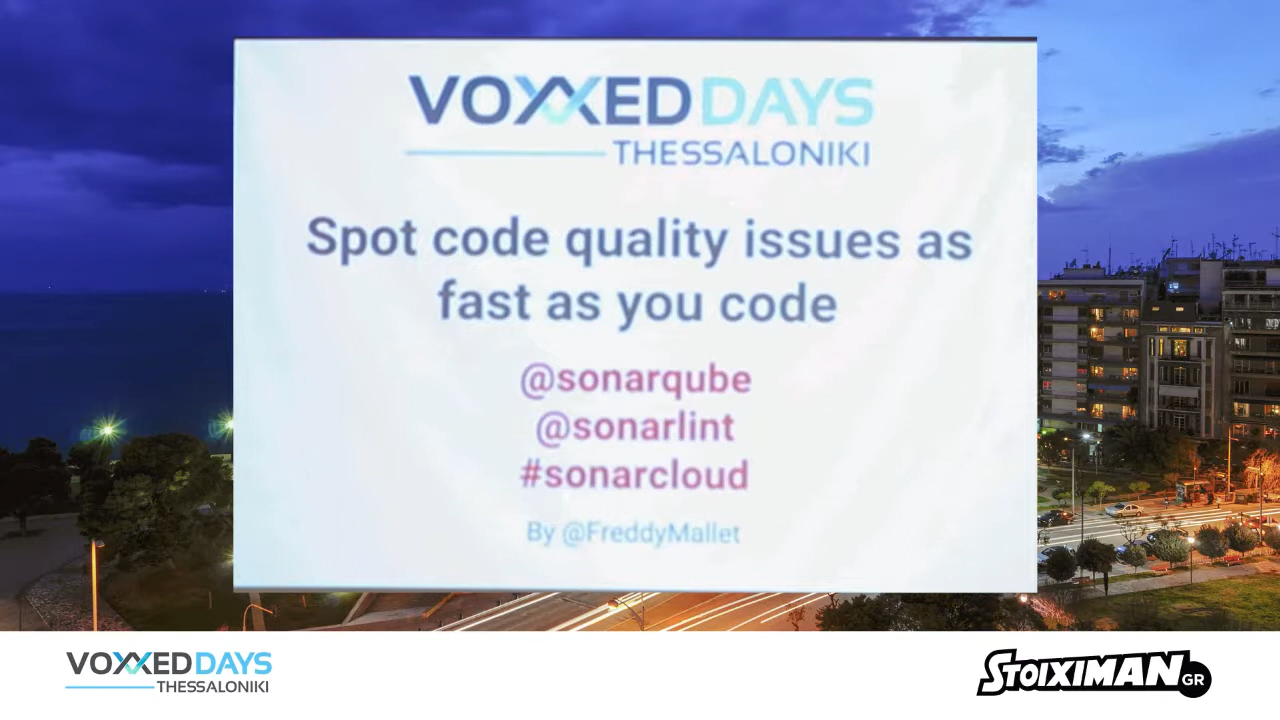 VOXXED DAYS
THESSALONIKI
Spot code quality issues as
fast as you code
@sonarqube
@sonarlint
#sonarcloud
By @FreddyMallet
VOXXED DAYS
THESSALONIKI
STOIXIMAN GR